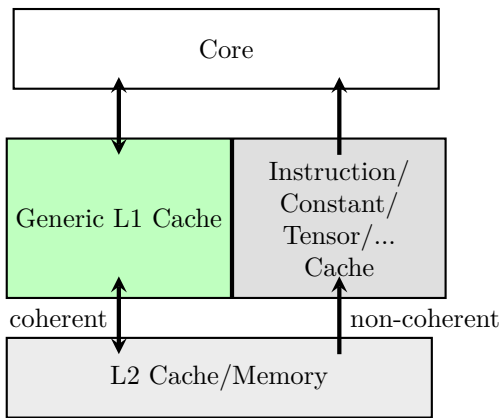 Core
Generic L1 Cache
Instruction/
Constant/
Tensor/...
Cache
coherent
non-coherent
L2 Cache/Memory